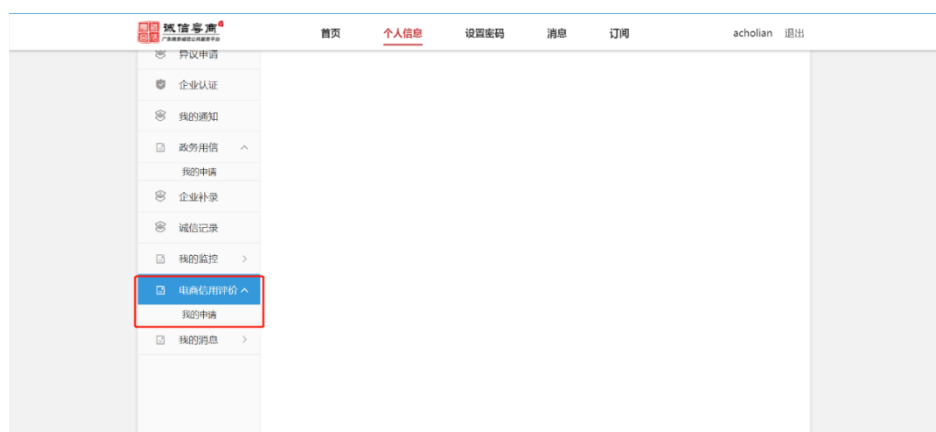 诚信粤商
首页 个人信息 设置密码 消息 订阅 acholian 退出
异议申请
企业认证
我的通知
政务用信
我的申请
企业补录
诚信记录
我的监控
电商信用评价
我的申请
我的消息